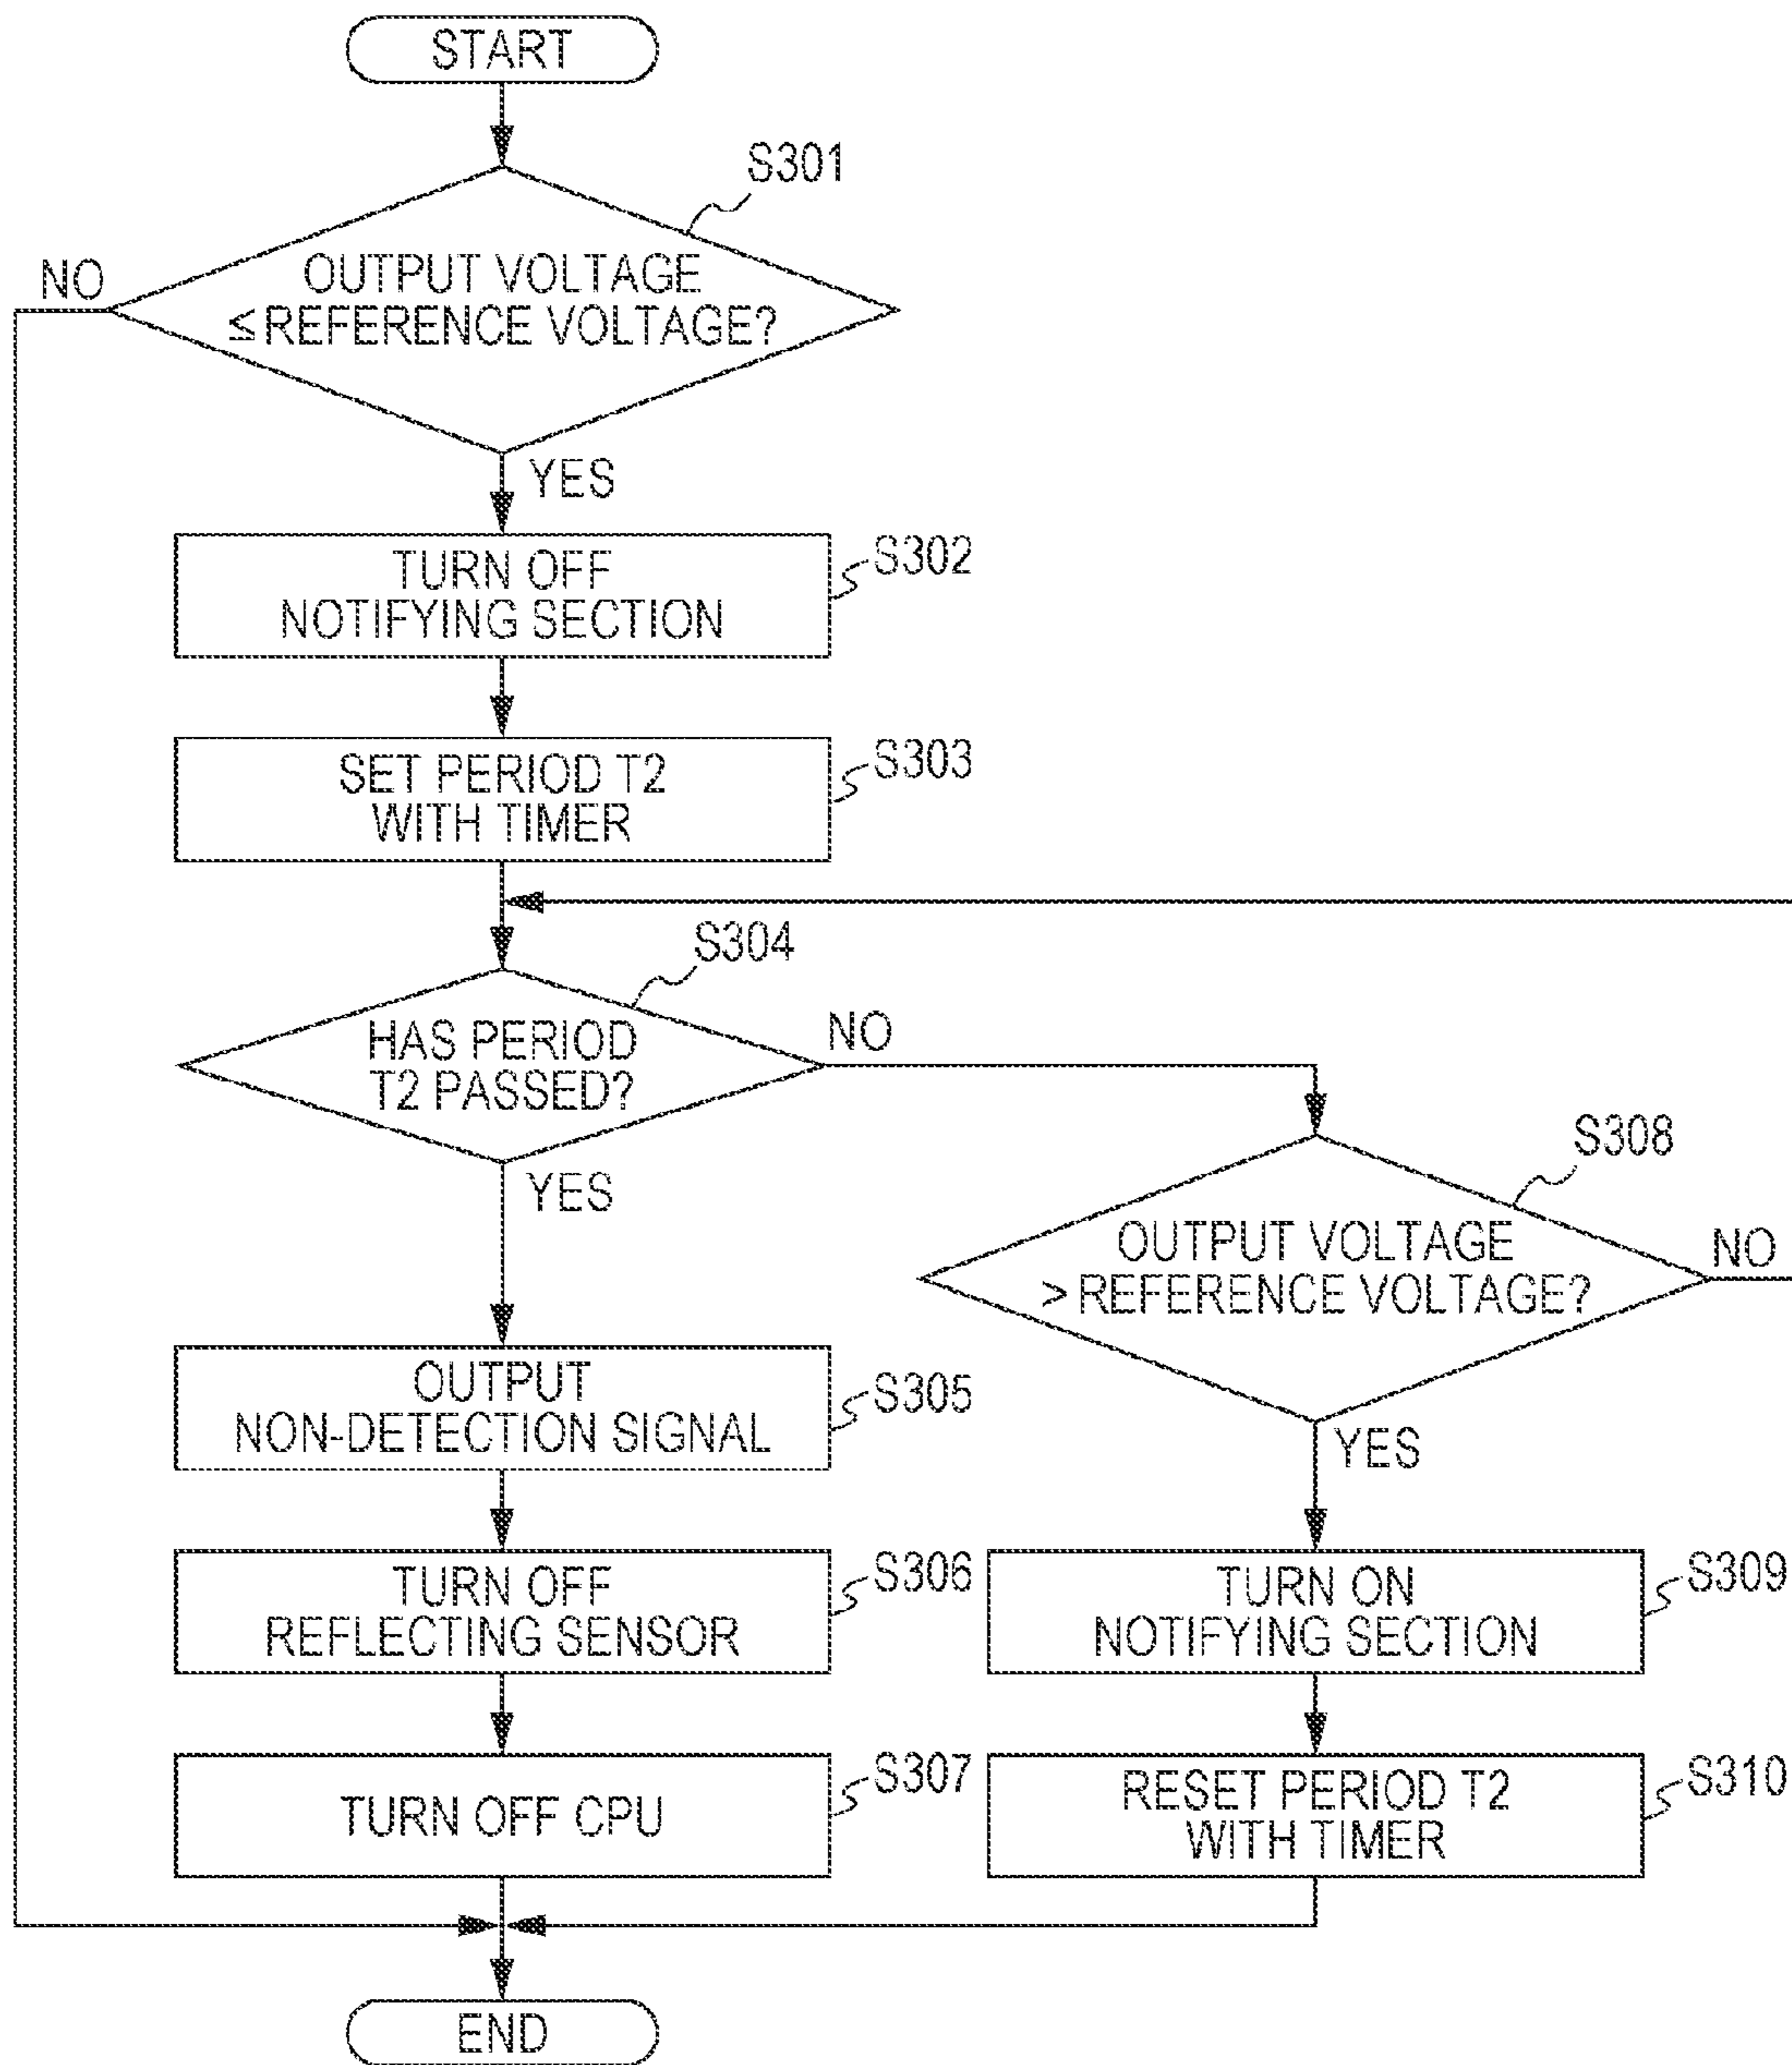 START
S301
NO
OUTPUT VOLTAGE
≤ REFERENCE VOLTAGE?
YES
TURN OFF
NOTIFYING SECTION
S302
SET PERIOD T2
WITH TIMER
S303
S304
HAS PERIOD
T2 PASSED?
NO
YES
S308
OUTPUT VOLTAGE
> REFERENCE VOLTAGE?
NO
YES
OUTPUT
NON-DETECTION SIGNAL
S305
TURN OFF
REFLECTING SENSOR
S306
TURN ON
NOTIFYING SECTION
S309
TURN OFF CPU
S307
RESET PERIOD T2
WITH TIMER
S310
END